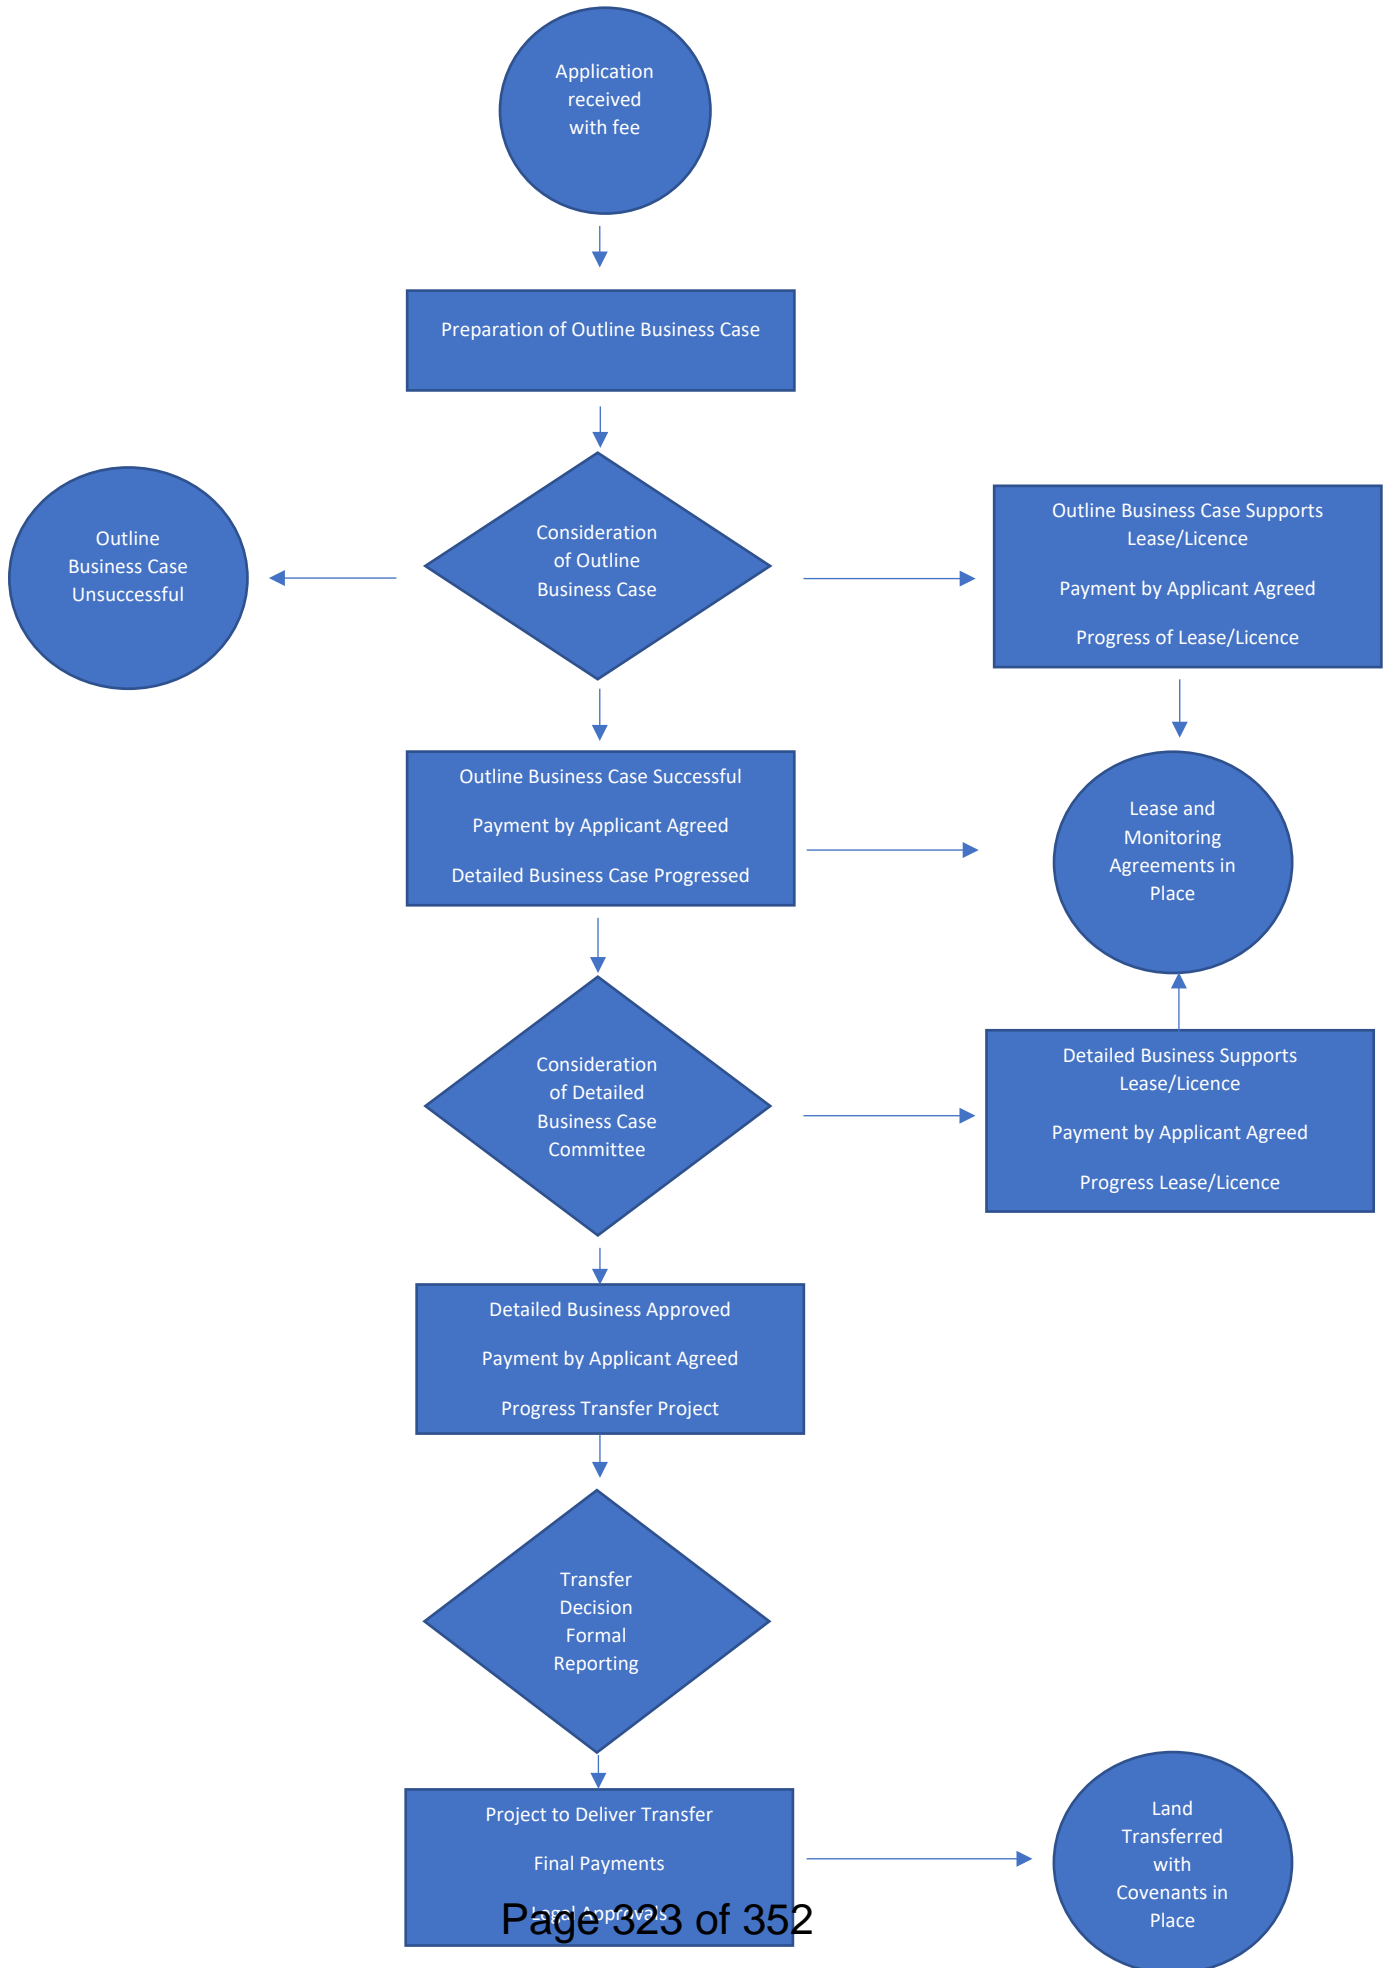 Application
received
with fee
Preparation of Outline Business Case
Outline
Business Case
Unsuccessful
Consideration
of Outline
Business Case
Outline Business Case Supports
Lease/Licence
Payment by Applicant Agreed
Progress of Lease/Licence
Outline Business Case Successful
Payment by Applicant Agreed
Detailed Business Case Progressed
Lease and
Monitoring
Agreements in
Place
Consideration
of Detailed
Business Case
Committee
Detailed Business Supports
Lease/Licence
Payment by Applicant Agreed
Progress Lease/Licence
Detailed Business Approved
Payment by Applicant Agreed
Progress Transfer Project
Transfer
Decision
Formal
Reporting
Project to Deliver Transfer
Final Payments
Legal Approvals
Land
Transferred
with
Covenants in
Place
Page 323 of 352